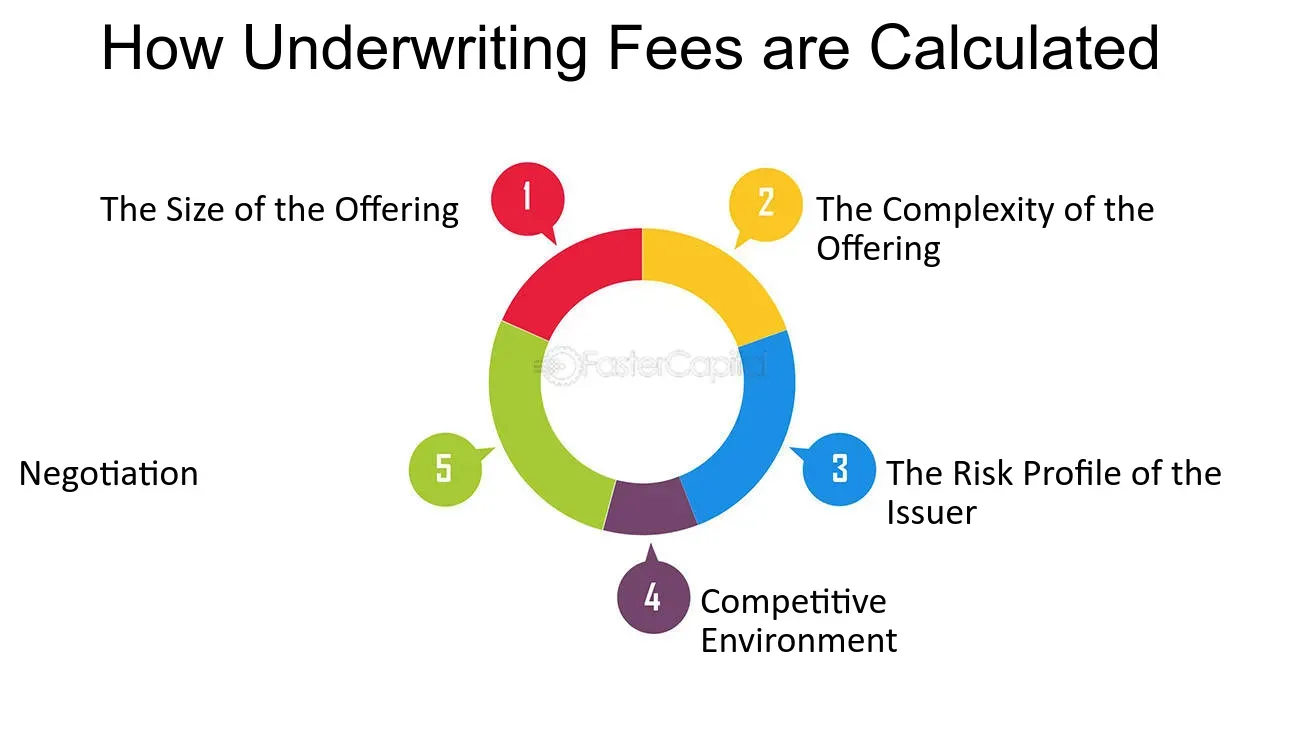 How Underwriting Fees are Calculated
1
The Size of the Offering
2
The Complexity of the
Offering
FasterCapital
5
Negotiation
3
The Risk Profile of the
Issuer
4
Competitive
Environment